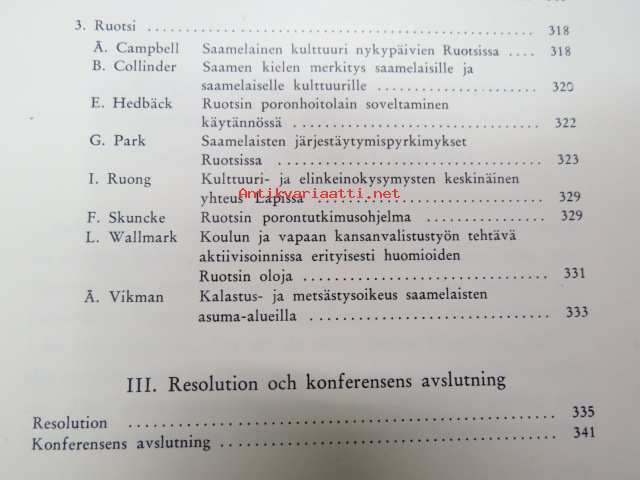 3. Ruotsi ........ 318
Å. Campbell Saamelainen kulttuuri nykypäivien Ruotsissa .... 318
B. Collinder Saamen kielen merkitys saamelaisille ja
saamelaiselle kulttuurille ........ 320
E. Hedbäck Ruotsin poronhoitolain soveltaminen
käytännössä ........ 322
G. Park Saamelaisten järjestäytymispyrkimykset
Ruotsissa ........ 323
I. Ruong Kulttuuri- ja elinkeinokysymysten keskinäinen
Antikvariaatti.net
yhteus Lapissa ........ 329
F. Skuncke Ruotsin porontutkimusohjelma ........ 329
L. Wallmark Koulun ja vapaan kansanvalistustyön tehtävä
aktiivisoinnissa erityisesti huomioiden
Ruotsin oloja ........ 331
Å. Vikman Kalastus- ja metsästysoikeus saamelaisten
asuma-alueilla ........ 333
III. Resolution och konferensens avslutning
Resolution ........ 335
Konferensens avslutning ........ 341